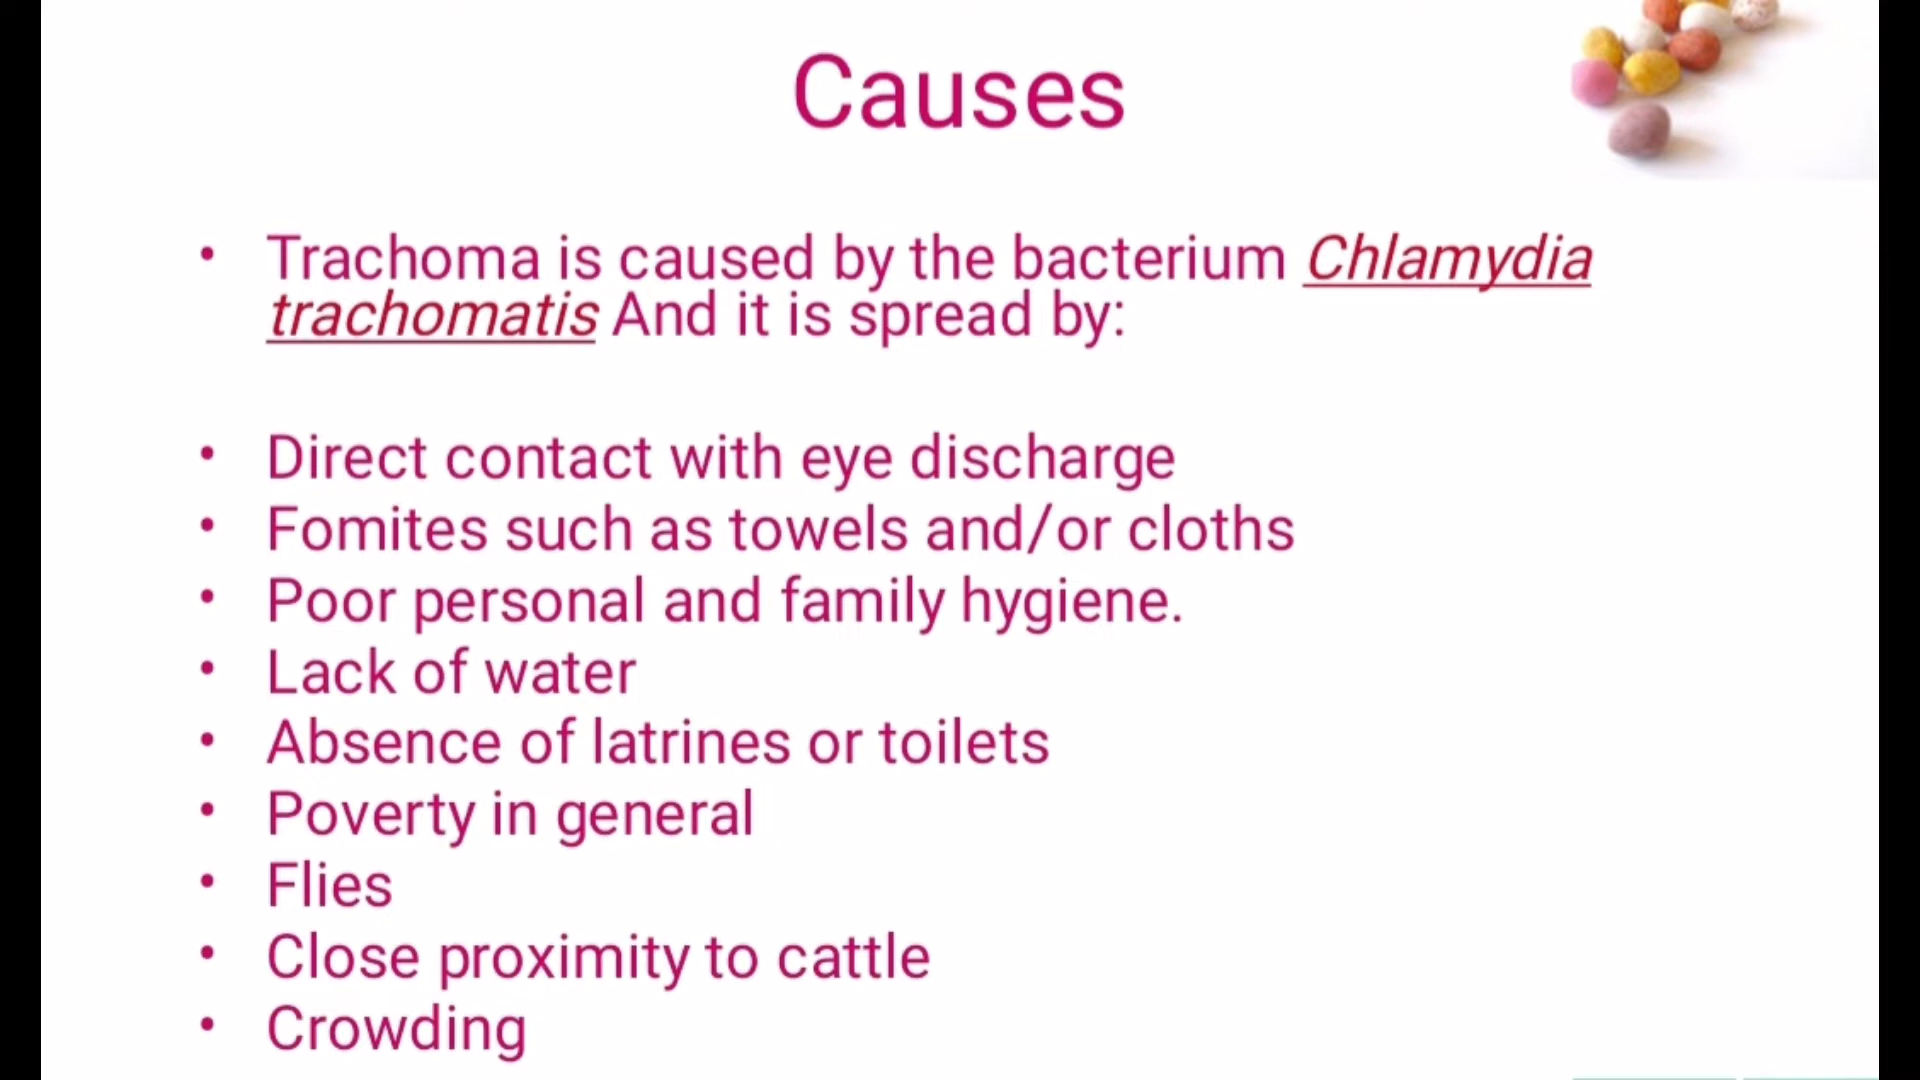 Causes
• Trachoma is caused by the bacterium Chlamydia
trachomatis And it is spread by:
• Direct contact with eye discharge
• Fomites such as towels and/or cloths
• Poor personal and family hygiene.
• Lack of water
• Absence of latrines or toilets
• Poverty in general
• Flies
• Close proximity to cattle
• Crowding